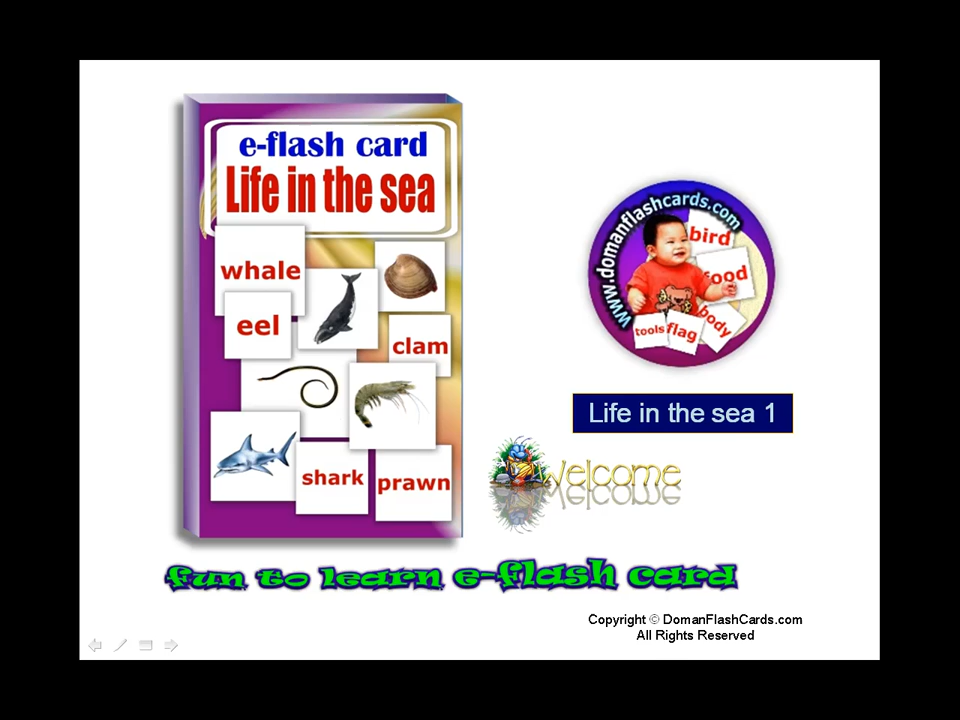 e-flash card
Life in the sea
whale
eel
clam
shark
prawn
www.domanflashcards.com
bird
food
body
tools
flag
Life in the sea 1
Welcome
fun to learn e-flash card
Copyright © DomanFlashCards.com
All Rights Reserved